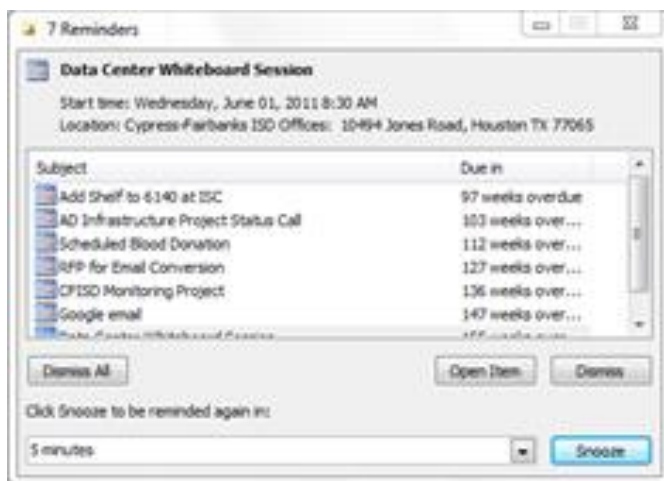 7 Reminders
Data Center Whiteboard Session
Start time: Wednesday, June 01, 2011 8:30 AM
Location: Cypress-Fairbanks ISD Offices: 10494 Jones Road, Houston TX 77065
Subject Due in
Add Shelf to 6140 at ISC 97 weeks overdue
AD Infrastructure Project Status Call 103 weeks over...
Scheduled Blood Donation 112 weeks over...
RFP for Email Conversion 127 weeks over...
CFISD Monitoring Project 136 weeks over...
Google email 147 weeks over...
Data Center Whiteboard Session
Dismiss All Open Item Dismiss
Click Snooze to be reminded again in:
5 minutes Snooze